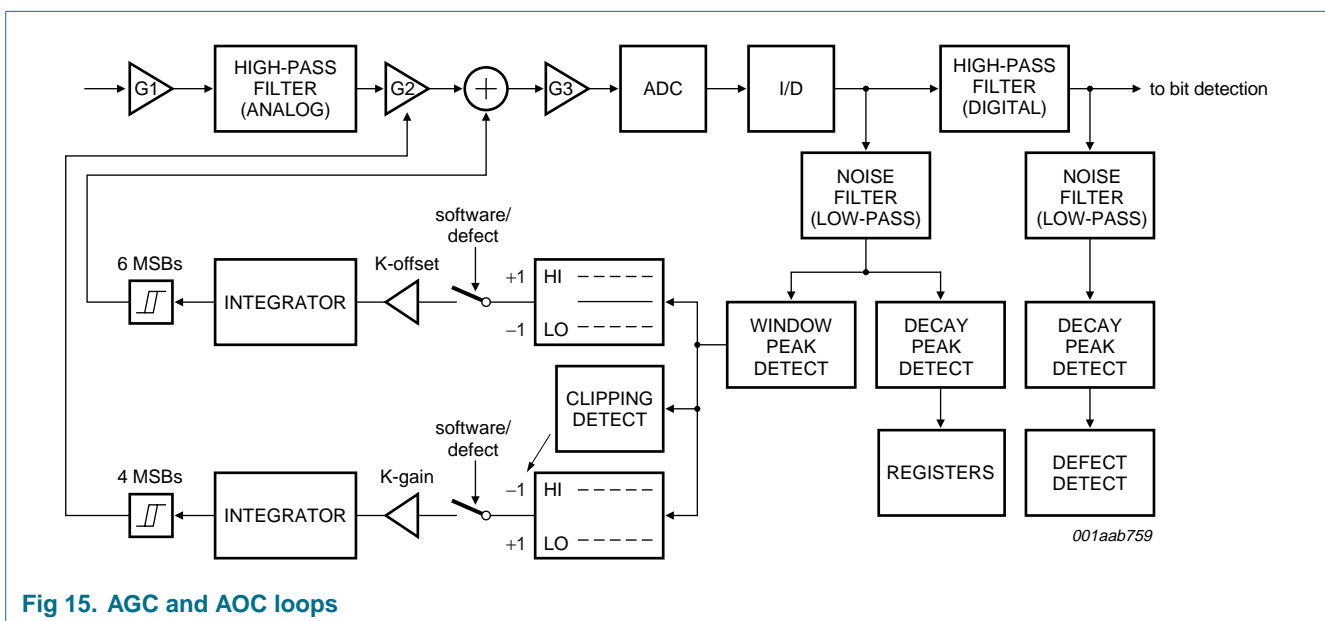 G1
HIGH-PASS
FILTER
(ANALOG)
G2
+
G3
ADC
I/D
HIGH-PASS
FILTER
(DIGITAL)
to bit detection
NOISE
FILTER
(LOW-PASS)
NOISE
FILTER
(LOW-PASS)
software/
defect
6 MSBs
INTEGRATOR
K-offset
+1 HI
−1 LO
WINDOW
PEAK
DETECT
DECAY
PEAK
DETECT
DECAY
PEAK
DETECT
CLIPPING
DETECT
software/
defect
4 MSBs
INTEGRATOR
K-gain
−1 HI
+1 LO
REGISTERS
DEFECT
DETECT
001aab759
Fig 15. AGC and AOC loops